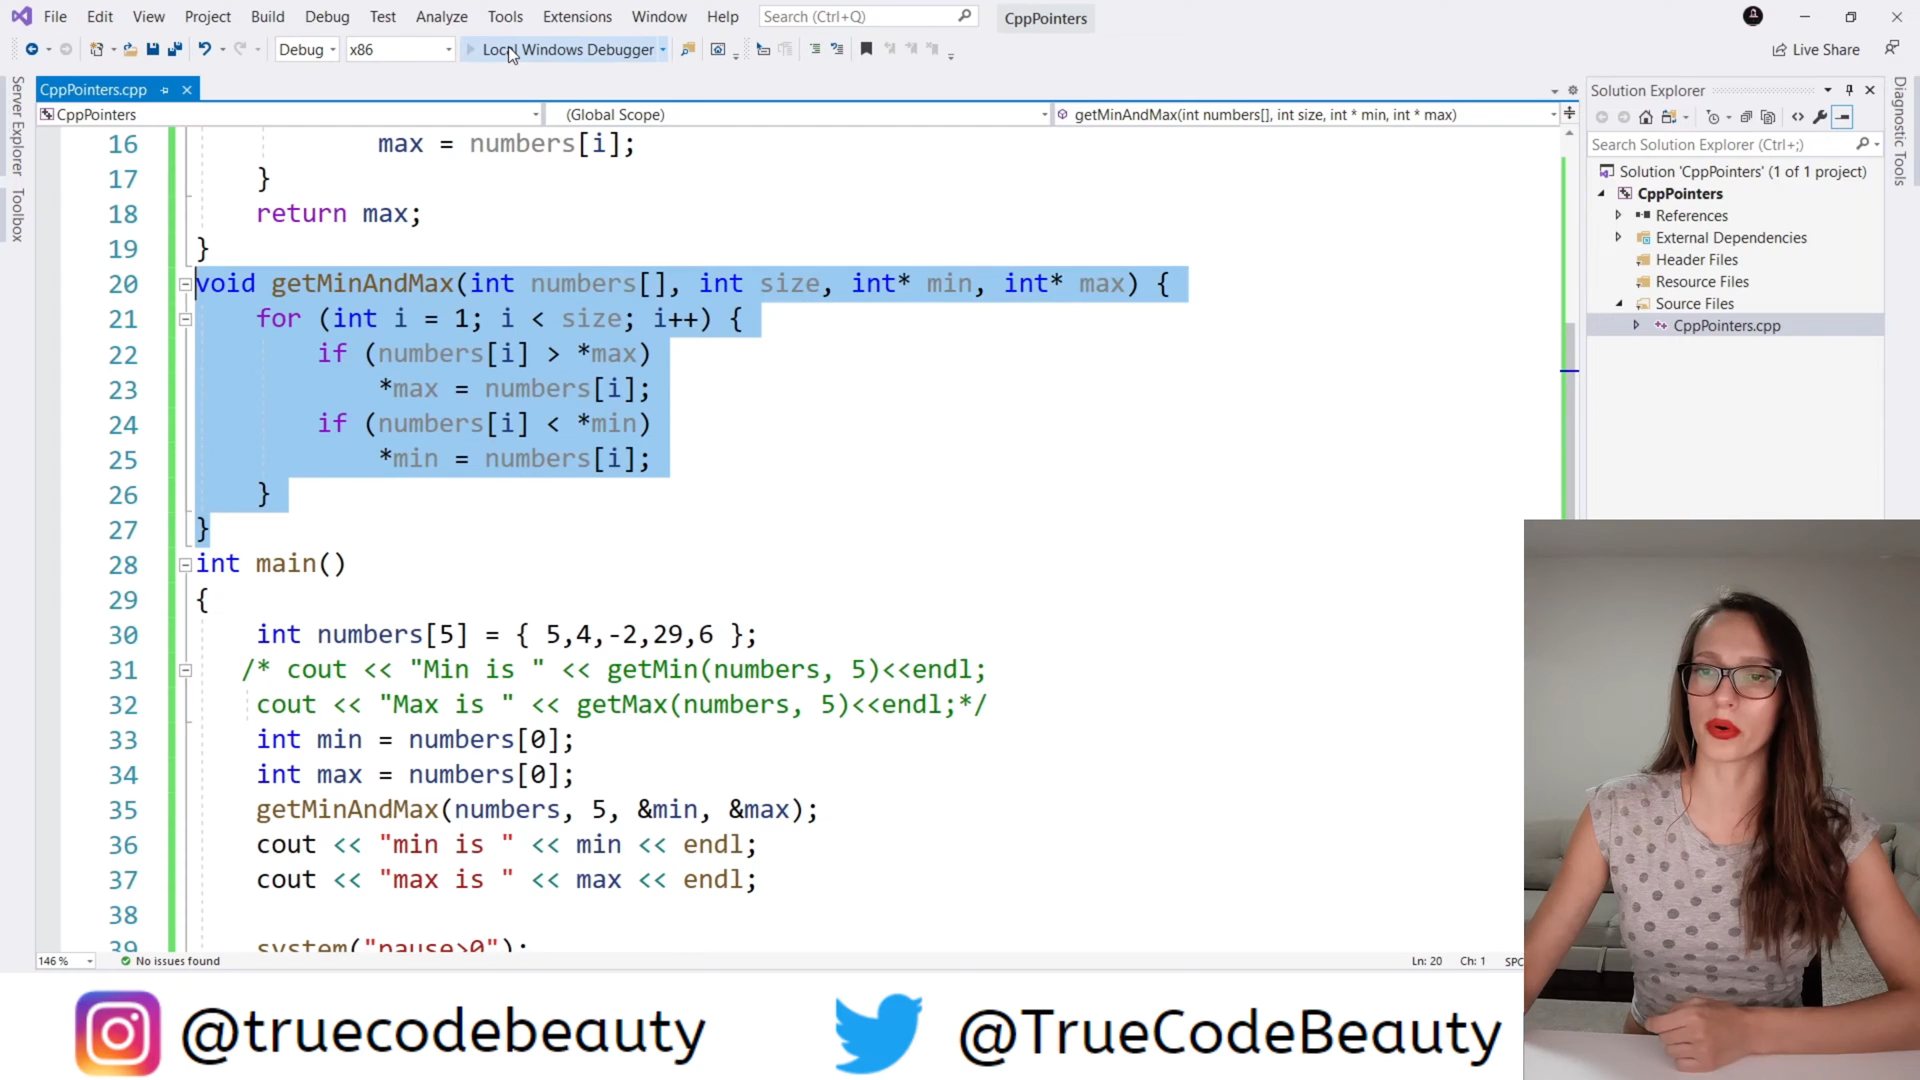 File Edit View Project Build Debug Test Analyze Tools Extensions Window Help Search (Ctrl+Q) CppPointers
Debug x86 Local Windows Debugger Live Share
CppPointers.cpp
CppPointers (Global Scope) getMinAndMax(int numbers[], int size, int * min, int * max)
Server Explorer
Toolbox
16 max = numbers[i];
17 }
18 return max;
19 }
20 void getMinAndMax(int numbers[], int size, int* min, int* max) {
21 for (int i = 1; i < size; i++) {
22 if (numbers[i] > *max)
23 *max = numbers[i];
24 if (numbers[i] < *min)
25 *min = numbers[i];
26 }
27 }
28 int main()
29 {
30 int numbers[5] = { 5,4,-2,29,6 };
31 /* cout << "Min is " << getMin(numbers, 5)<<endl;
32 cout << "Max is " << getMax(numbers, 5)<<endl;*/
33 int min = numbers[0];
34 int max = numbers[0];
35 getMinAndMax(numbers, 5, &min, &max);
36 cout << "min is " << min << endl;
37 cout << "max is " << max << endl;
38
39 system("pause>0");
146 % No issues found Ln: 20 Ch: 1 SPC
Solution Explorer
Search Solution Explorer (Ctrl+;)
Solution 'CppPointers' (1 of 1 project)
CppPointers
References
External Dependencies
Header Files
Resource Files
Source Files
CppPointers.cpp
Diagnostic Tools
@truecodebeauty @TrueCodeBeauty